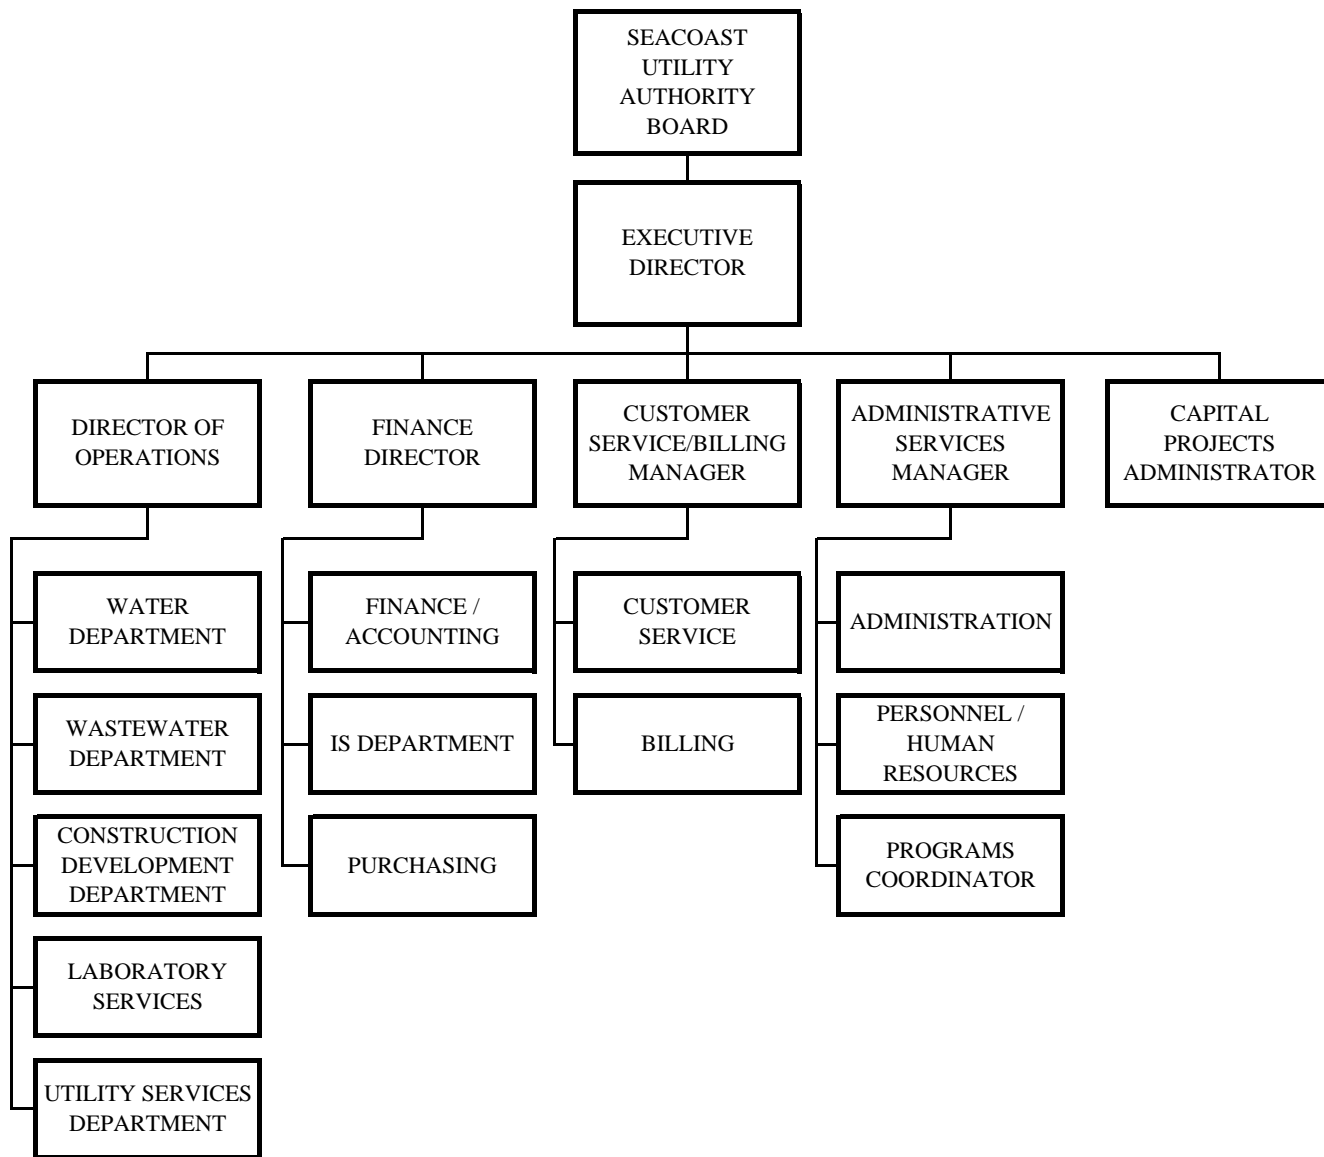 SEACOAST
UTILITY
AUTHORITY
BOARD
EXECUTIVE
DIRECTOR
DIRECTOR OF
OPERATIONS
FINANCE
DIRECTOR
CUSTOMER
SERVICE/BILLING
MANAGER
ADMINISTRATIVE
SERVICES
MANAGER
CAPITAL
PROJECTS
ADMINISTRATOR
WATER
DEPARTMENT
FINANCE /
ACCOUNTING
CUSTOMER
SERVICE
ADMINISTRATION
WASTEWATER
DEPARTMENT
IS DEPARTMENT
BILLING
PERSONNEL /
HUMAN
RESOURCES
CONSTRUCTION
DEVELOPMENT
DEPARTMENT
PURCHASING
PROGRAMS
COORDINATOR
LABORATORY
SERVICES
UTILITY SERVICES
DEPARTMENT